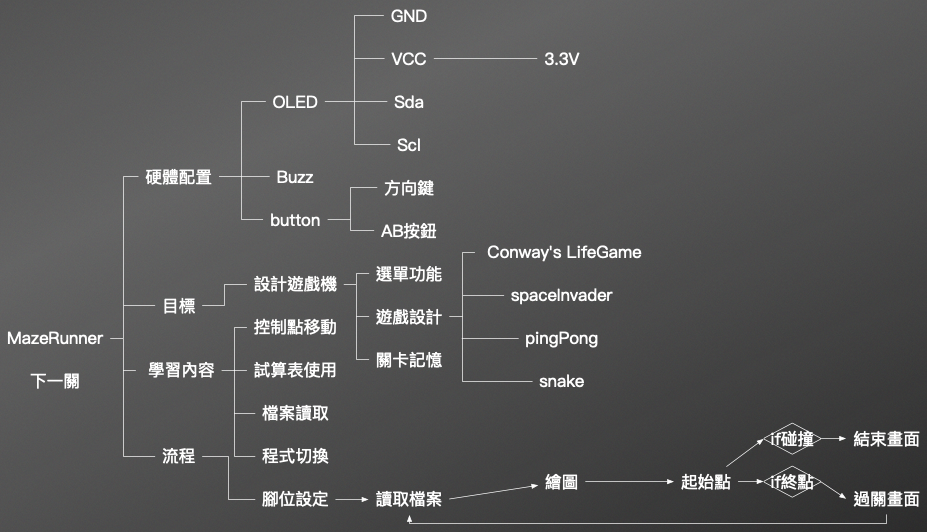 GND
VCC
3.3V
OLED
Sda
Scl
硬體配置
Buzz
方向鍵
button
AB按鈕
Conway's LifeGame
選單功能
設計遊戲機
spaceInvader
目標
遊戲設計
控制點移動
MazeRunner
pingPong
關卡記憶
學習內容
試算表使用
下一關
snake
檔案讀取
if碰撞
結束畫面
流程
程式切換
繪圖
起始點
if終點
腳位設定
讀取檔案
過關畫面